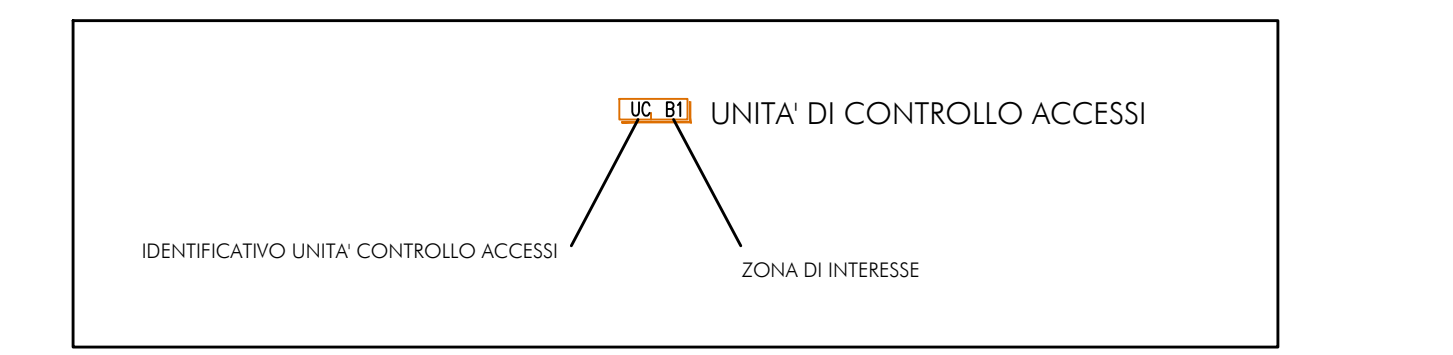 UC B1 UNITA' DI CONTROLLO ACCESSI
IDENTIFICATIVO UNITA' CONTROLLO ACCESSI
ZONA DI INTERESSE